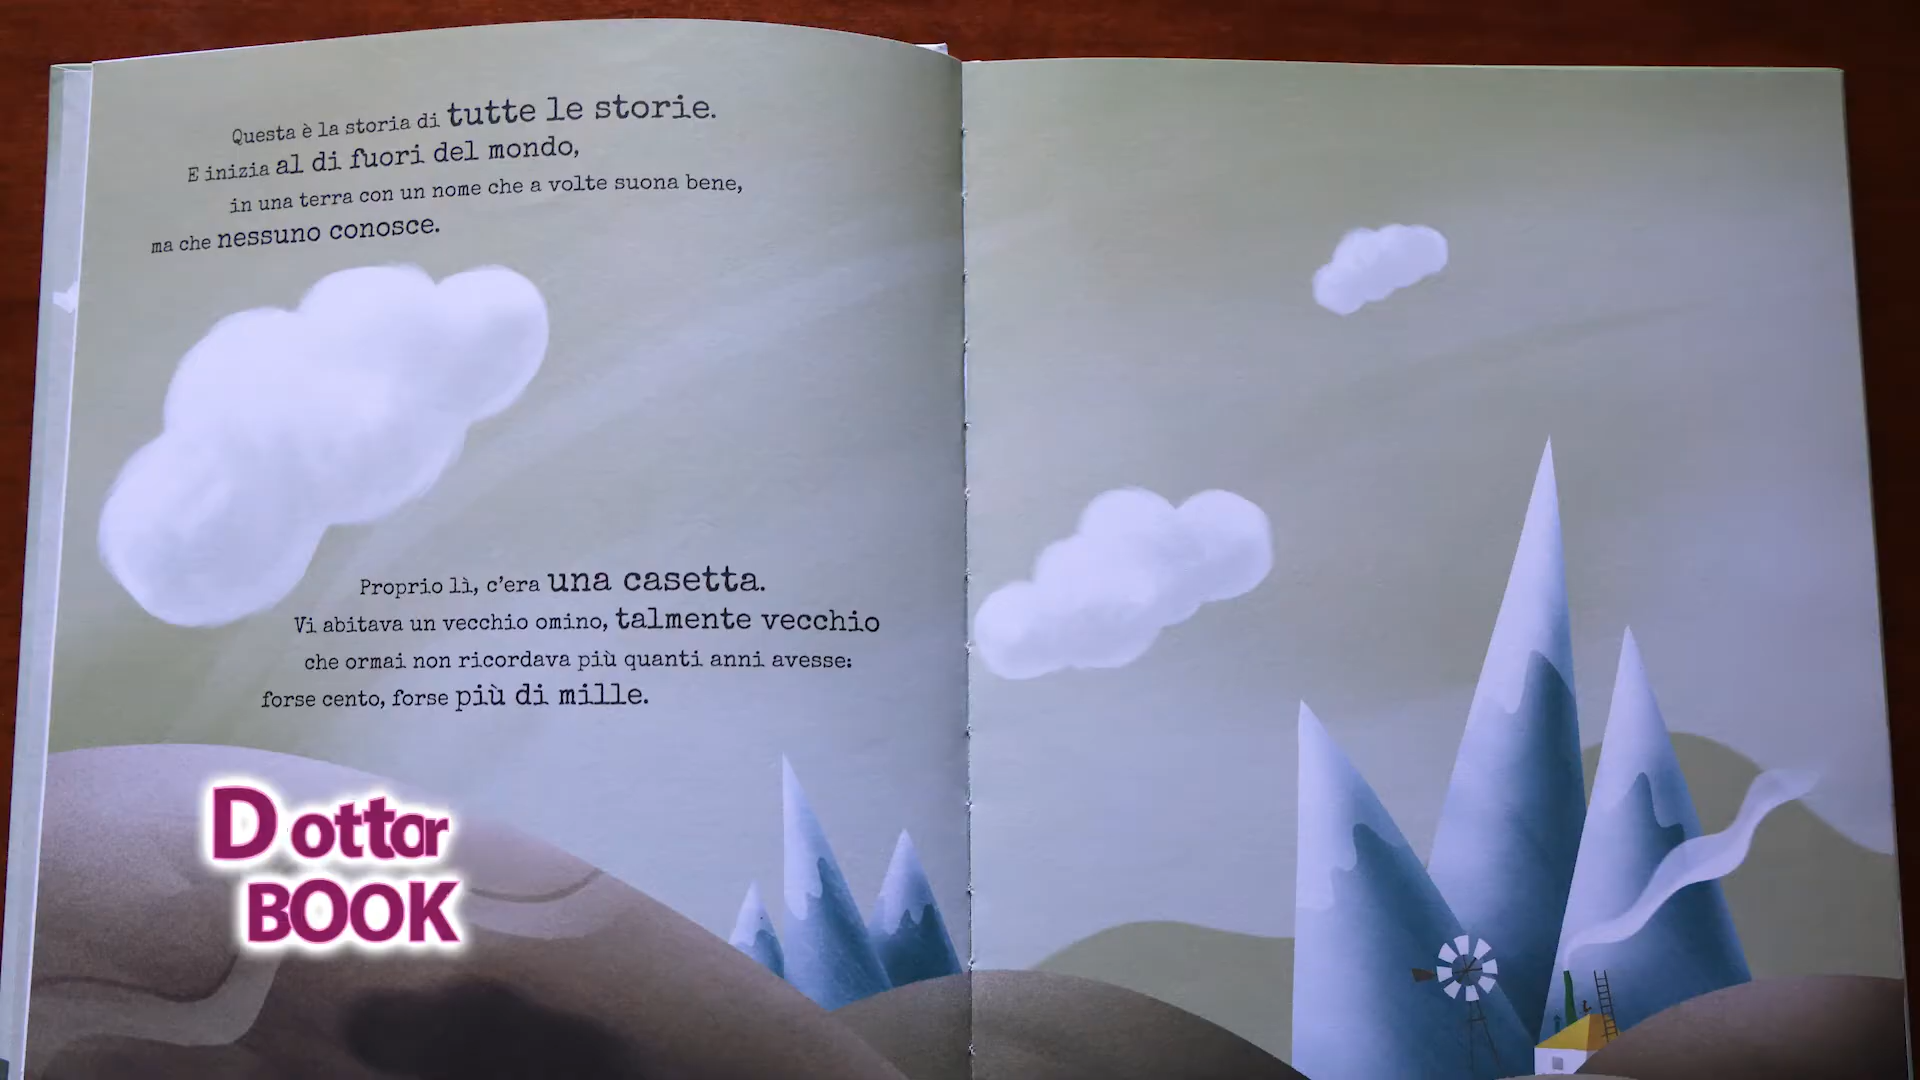 Questa è la storia di tutte le storie.
E inizia al di fuori del mondo,
in una terra con un nome che a volte suona bene,
ma che nessuno conosce.
Proprio lì, c'era una casetta.
Vi abitava un vecchio omino, talmente vecchio
che ormai non ricordava più quanti anni avesse:
forse cento, forse più di mille.
Dottor
BOOK